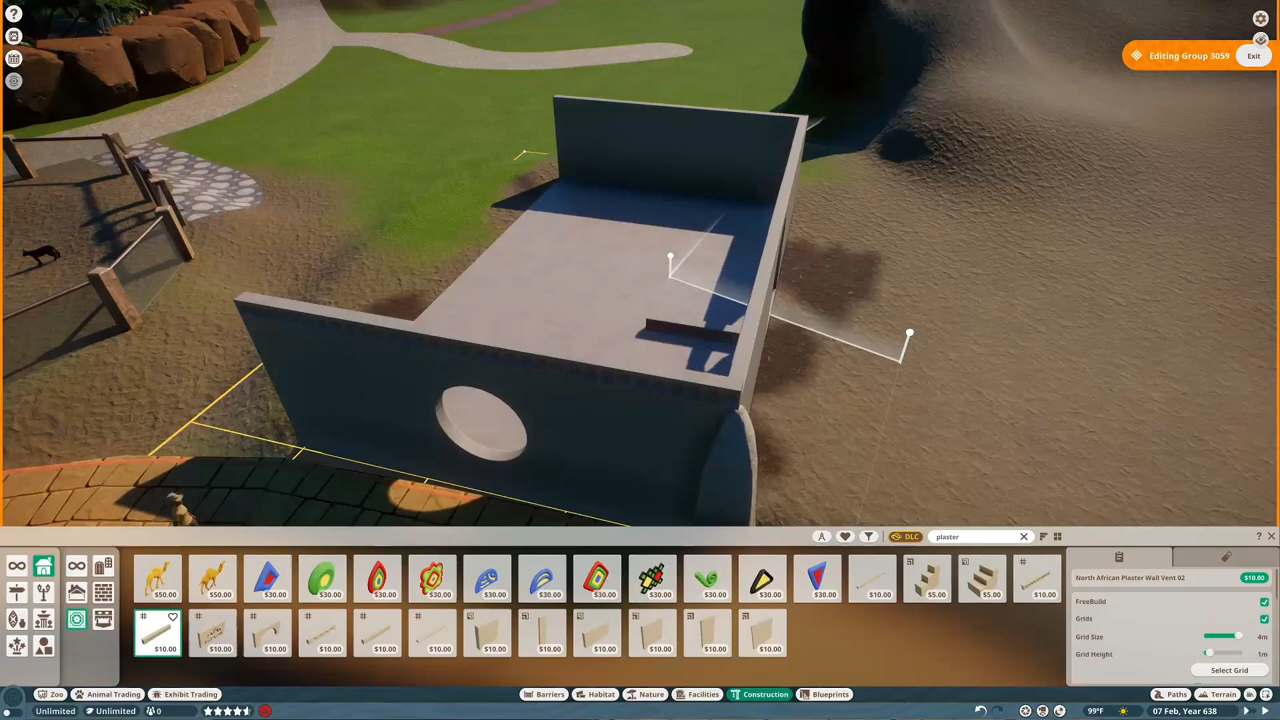 ?
Editing Group 3059
Exit
A
DLC
plaster
?
$50.00
$50.00
$30.00
$30.00
$30.00
$30.00
$30.00
$30.00
$30.00
$30.00
$30.00
$30.00
$30.00
$10.00
$5.00
$5.00
$10.00
$10.00
$10.00
$10.00
$10.00
$10.00
$10.00
$10.00
$10.00
$10.00
$10.00
$10.00
$10.00
North African Plaster Wall Vent 02
$10.00
FreeBuild
Grids
Grid Size
4m
Grid Height
1m
Select Grid
Zoo
Animal Trading
Exhibit Trading
Barriers
Habitat
Nature
Facilities
Construction
Blueprints
Paths
Terrain
Unlimited
Unlimited
0
99°F
07 Feb, Year 638